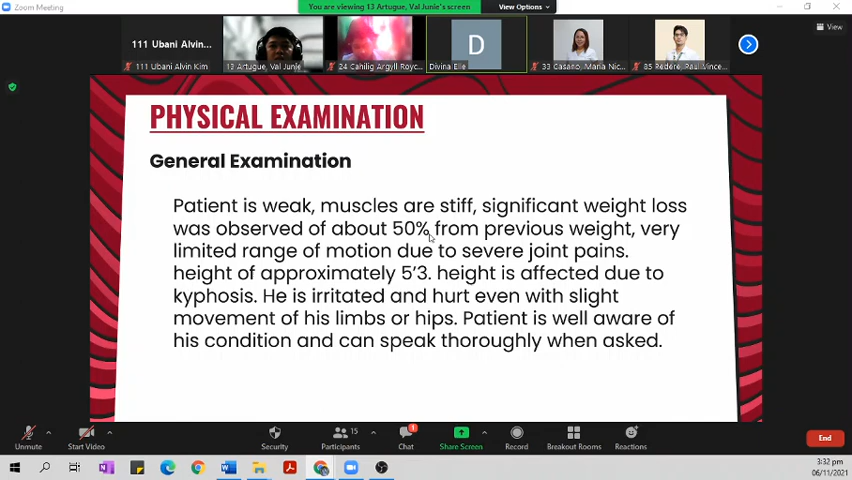 Zoom Meeting
You are viewing 13 Artugue, Val Junie's screen
View Options
View
111 Ubani Alvin...
111 Ubani Alvin Kim
13 Artugue, Val Junie
24 Cahilig Argyll Royc...
D
Divina Elle
33 Casano, Maria Nic...
85 Pedere, Paul Vince...
PHYSICAL EXAMINATION
General Examination
Patient is weak, muscles are stiff, significant weight loss
was observed of about 50% from previous weight, very
limited range of motion due to severe joint pains.
height of approximately 5'3. height is affected due to
kyphosis. He is irritated and hurt even with slight
movement of his limbs or hips. Patient is well aware of
his condition and can speak thoroughly when asked.
Unmute
Start Video
Security
15
Participants
1
Chat
Share Screen
Record
Breakout Rooms
Reactions
End
3:32 pm
06/11/2021